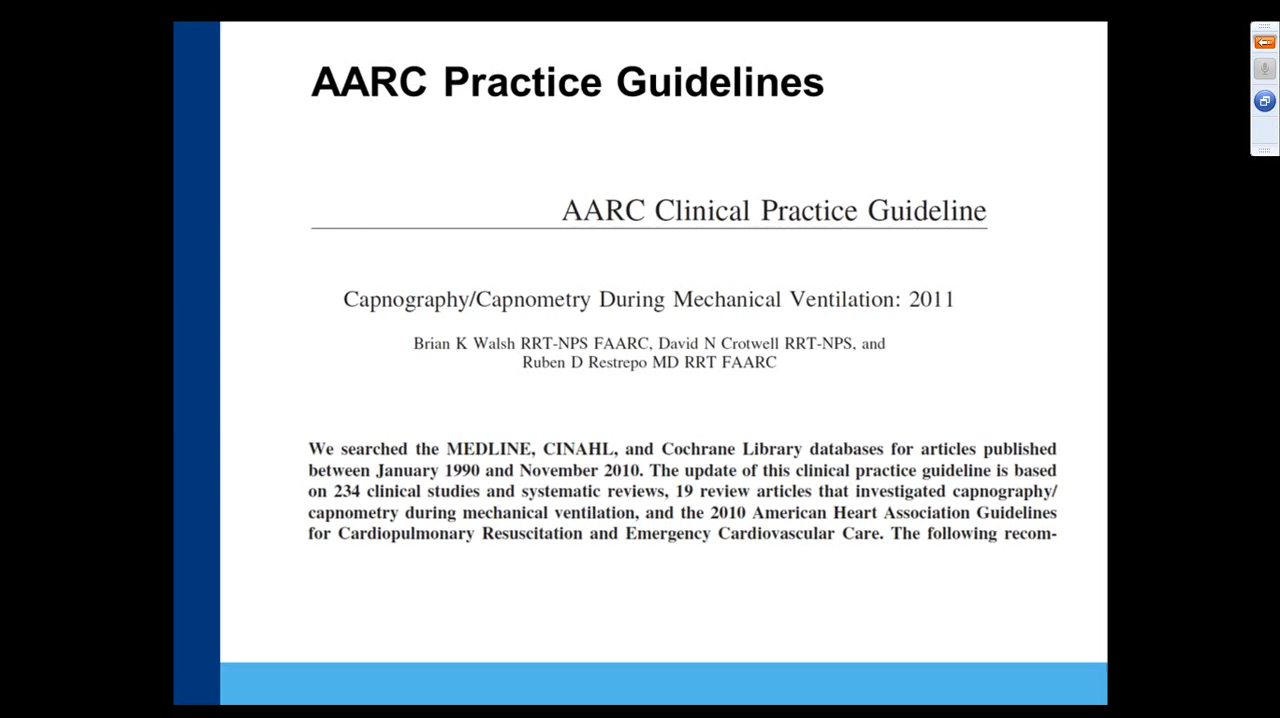 AARC Practice Guidelines
AARC Clinical Practice Guideline
Capnography/Capnometry During Mechanical Ventilation: 2011
Brian K Walsh RRT-NPS FAARC, David N Crotwell RRT-NPS, and
Ruben D Restrepo MD RRT FAARC
We searched the MEDLINE, CINAHL, and Cochrane Library databases for articles published
between January 1990 and November 2010. The update of this clinical practice guideline is based
on 234 clinical studies and systematic reviews, 19 review articles that investigated capnography/
capnometry during mechanical ventilation, and the 2010 American Heart Association Guidelines
for Cardiopulmonary Resuscitation and Emergency Cardiovascular Care. The following recom-